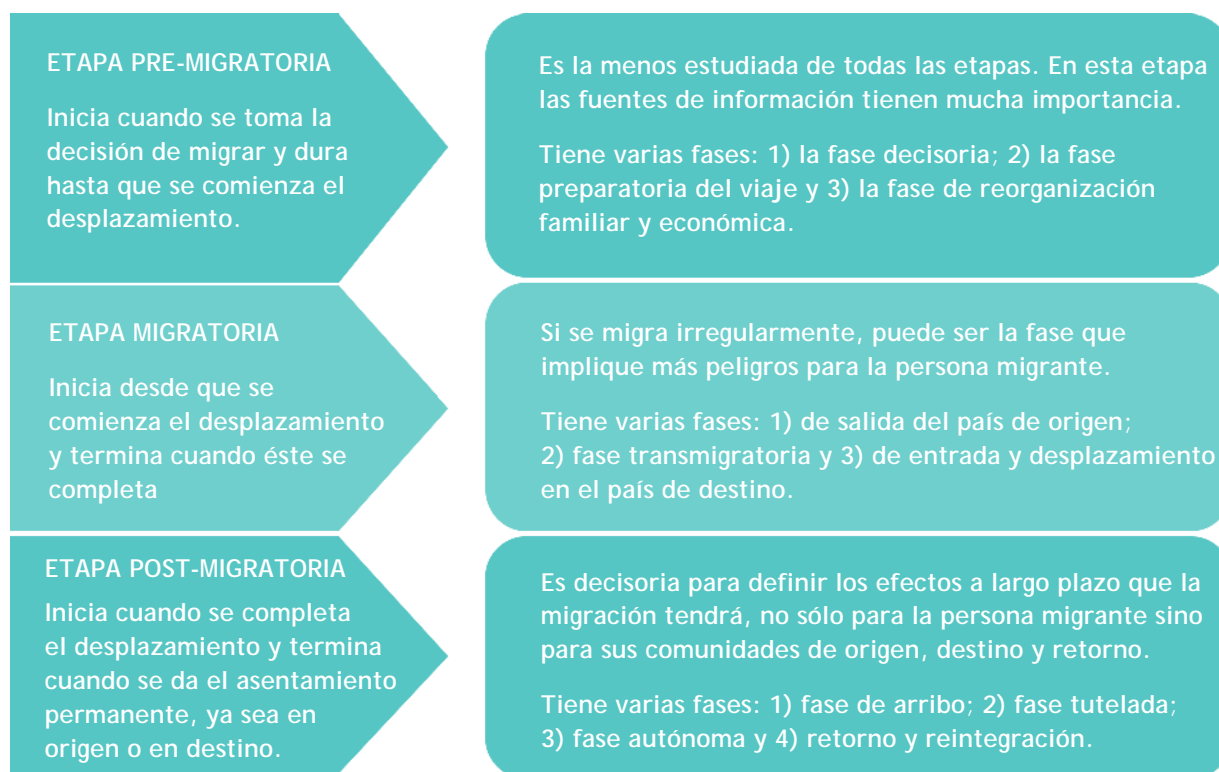 ETAPA PRE-MIGRATORIA
Inicia cuando se toma la
decisión de migrar y dura
hasta que se comienza el
desplazamiento.
Es la menos estudiada de todas las etapas. En esta etapa
las fuentes de información tienen mucha importancia.
Tiene varias fases: 1) la fase decisoria; 2) la fase
preparatoria del viaje y 3) la fase de reorganización
familiar y económica.
ETAPA MIGRATORIA
Inicia desde que se
comienza el desplazamiento
y termina cuando éste se
completa
Si se migra irregularmente, puede ser la fase que
implique más peligros para la persona migrante.
Tiene varias fases: 1) de salida del país de origen;
2) fase transmigratoria y 3) de entrada y desplazamiento
en el país de destino.
ETAPA POST-MIGRATORIA
Inicia cuando se completa
el desplazamiento y termina
cuando se da el asentamiento
permanente, ya sea en
origen o en destino.
Es decisoria para definir los efectos a largo plazo que la
migración tendrá, no sólo para la persona migrante sino
para sus comunidades de origen, destino y retorno.
Tiene varias fases: 1) fase de arribo; 2) fase tutelada;
3) fase autónoma y 4) retorno y reintegración.